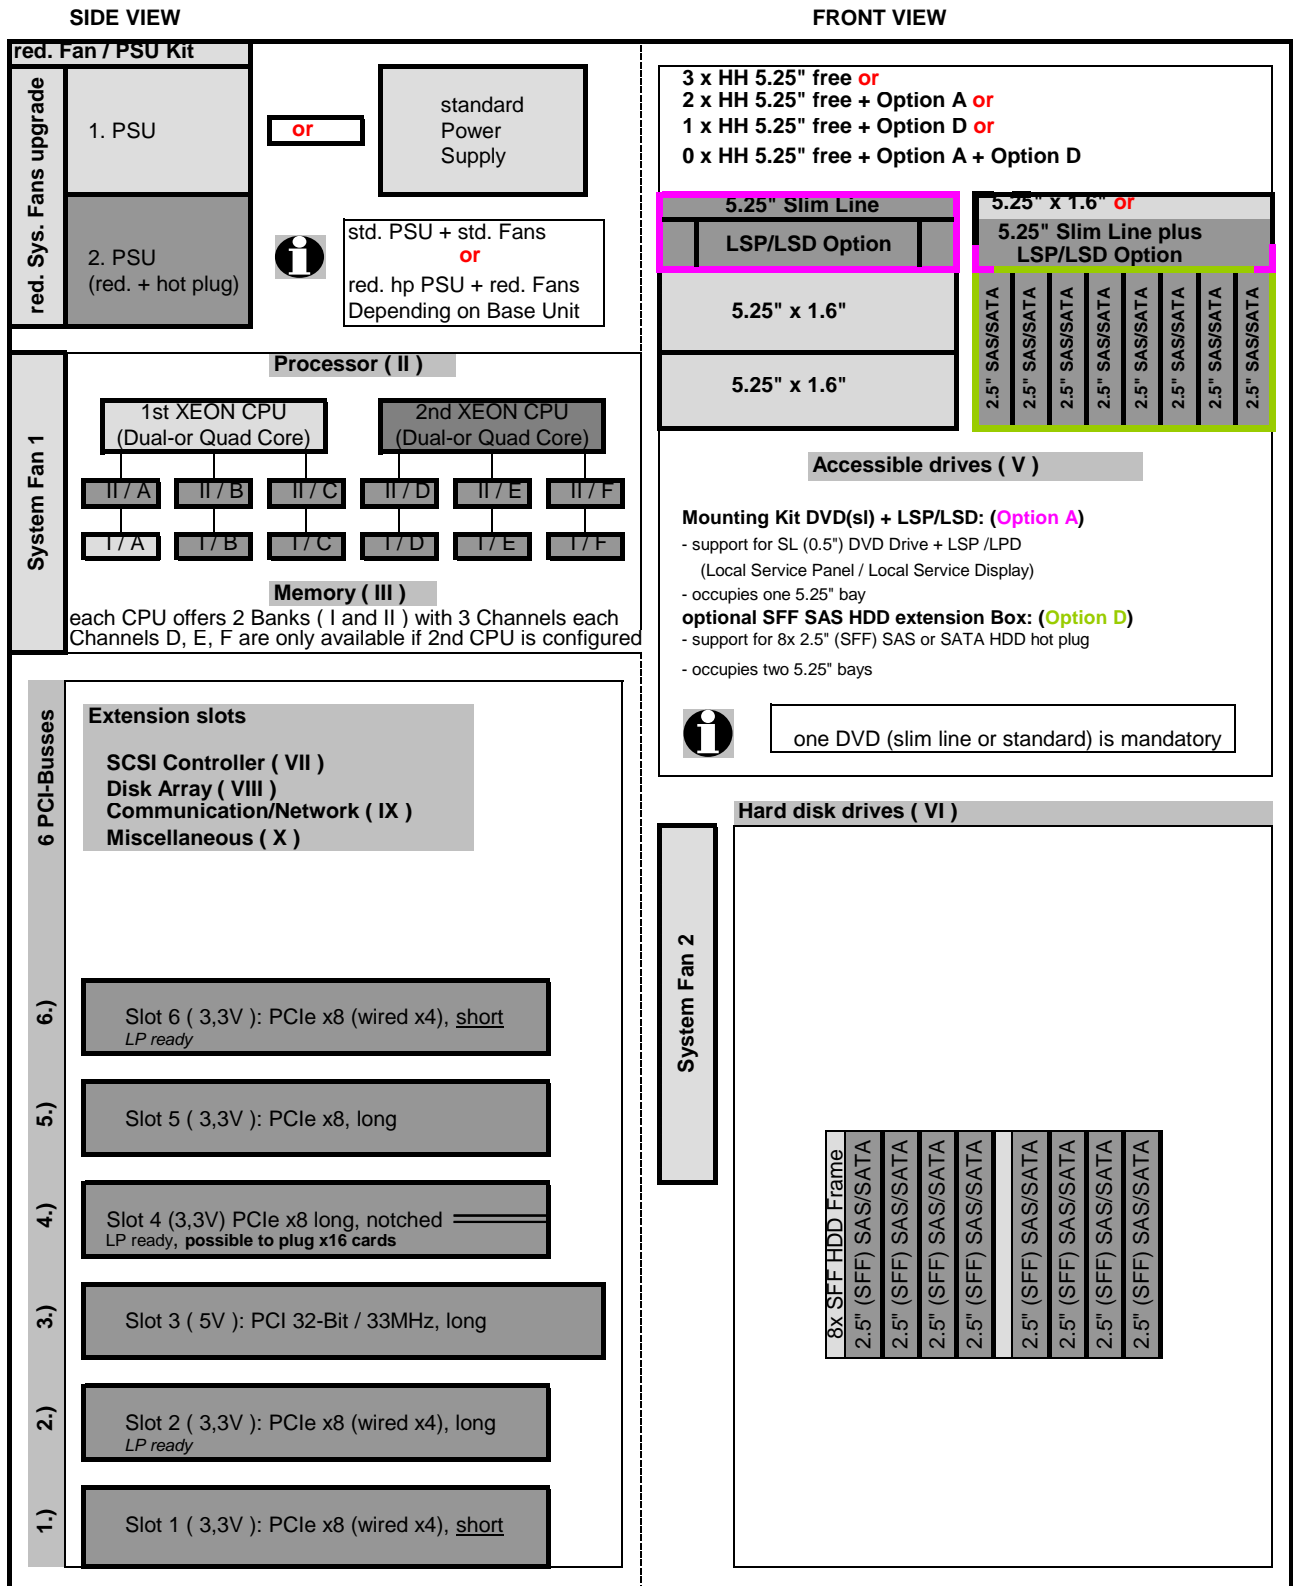 SIDE VIEW
FRONT VIEW
red. Fan / PSU Kit
red. Sys. Fans upgrade
1. PSU
or
standard
Power
Supply
2. PSU
(red. + hot plug)
std. PSU + std. Fans
or
red. hp PSU + red. Fans
Depending on Base Unit
System Fan 1
Processor ( II )
1st XEON CPU
(Dual-or Quad Core)
2nd XEON CPU
(Dual-or Quad Core)
II / A
II / B
II / C
II / D
II / E
II / F
I / A
I / B
I / C
I / D
I / E
I / F
Memory ( III )
each CPU offers 2 Banks ( I and II ) with 3 Channels each
Channels D, E, F are only available if 2nd CPU is configured
6 PCI-Busses
Extension slots
SCSI Controller ( VII )
Disk Array ( VIII )
Communication/Network ( IX )
Miscellaneous ( X )
6.)
Slot 6 ( 3,3V ): PCIe x8 (wired x4), short
LP ready
5.)
Slot 5 ( 3,3V ): PCIe x8, long
4.)
Slot 4 (3,3V) PCIe x8 long, notched
LP ready, possible to plug x16 cards
3.)
Slot 3 ( 5V ): PCI 32-Bit / 33MHz, long
2.)
Slot 2 ( 3,3V ): PCIe x8 (wired x4), long
LP ready
1.)
Slot 1 ( 3,3V ): PCIe x8 (wired x4), short
3 x HH 5.25" free or
2 x HH 5.25" free + Option A or
1 x HH 5.25" free + Option D or
0 x HH 5.25" free + Option A + Option D
5.25" Slim Line
LSP/LSD Option
5.25" x 1.6"
5.25" x 1.6"
5.25" x 1.6" or
5.25" Slim Line plus
LSP/LSD Option
2.5" SAS/SATA
2.5" SAS/SATA
2.5" SAS/SATA
2.5" SAS/SATA
2.5" SAS/SATA
2.5" SAS/SATA
2.5" SAS/SATA
2.5" SAS/SATA
Accessible drives ( V )
Mounting Kit DVD(sl) + LSP/LSD: (Option A)
- support for SL (0.5") DVD Drive + LSP /LPD
(Local Service Panel / Local Service Display)
- occupies one 5.25" bay
optional SFF SAS HDD extension Box: (Option D)
- support for 8x 2.5" (SFF) SAS or SATA HDD hot plug
- occupies two 5.25" bays
one DVD (slim line or standard) is mandatory
Hard disk drives ( VI )
System Fan 2
8x SFF HDD Frame
2.5" (SFF) SAS/SATA
2.5" (SFF) SAS/SATA
2.5" (SFF) SAS/SATA
2.5" (SFF) SAS/SATA
2.5" (SFF) SAS/SATA
2.5" (SFF) SAS/SATA
2.5" (SFF) SAS/SATA
2.5" (SFF) SAS/SATA